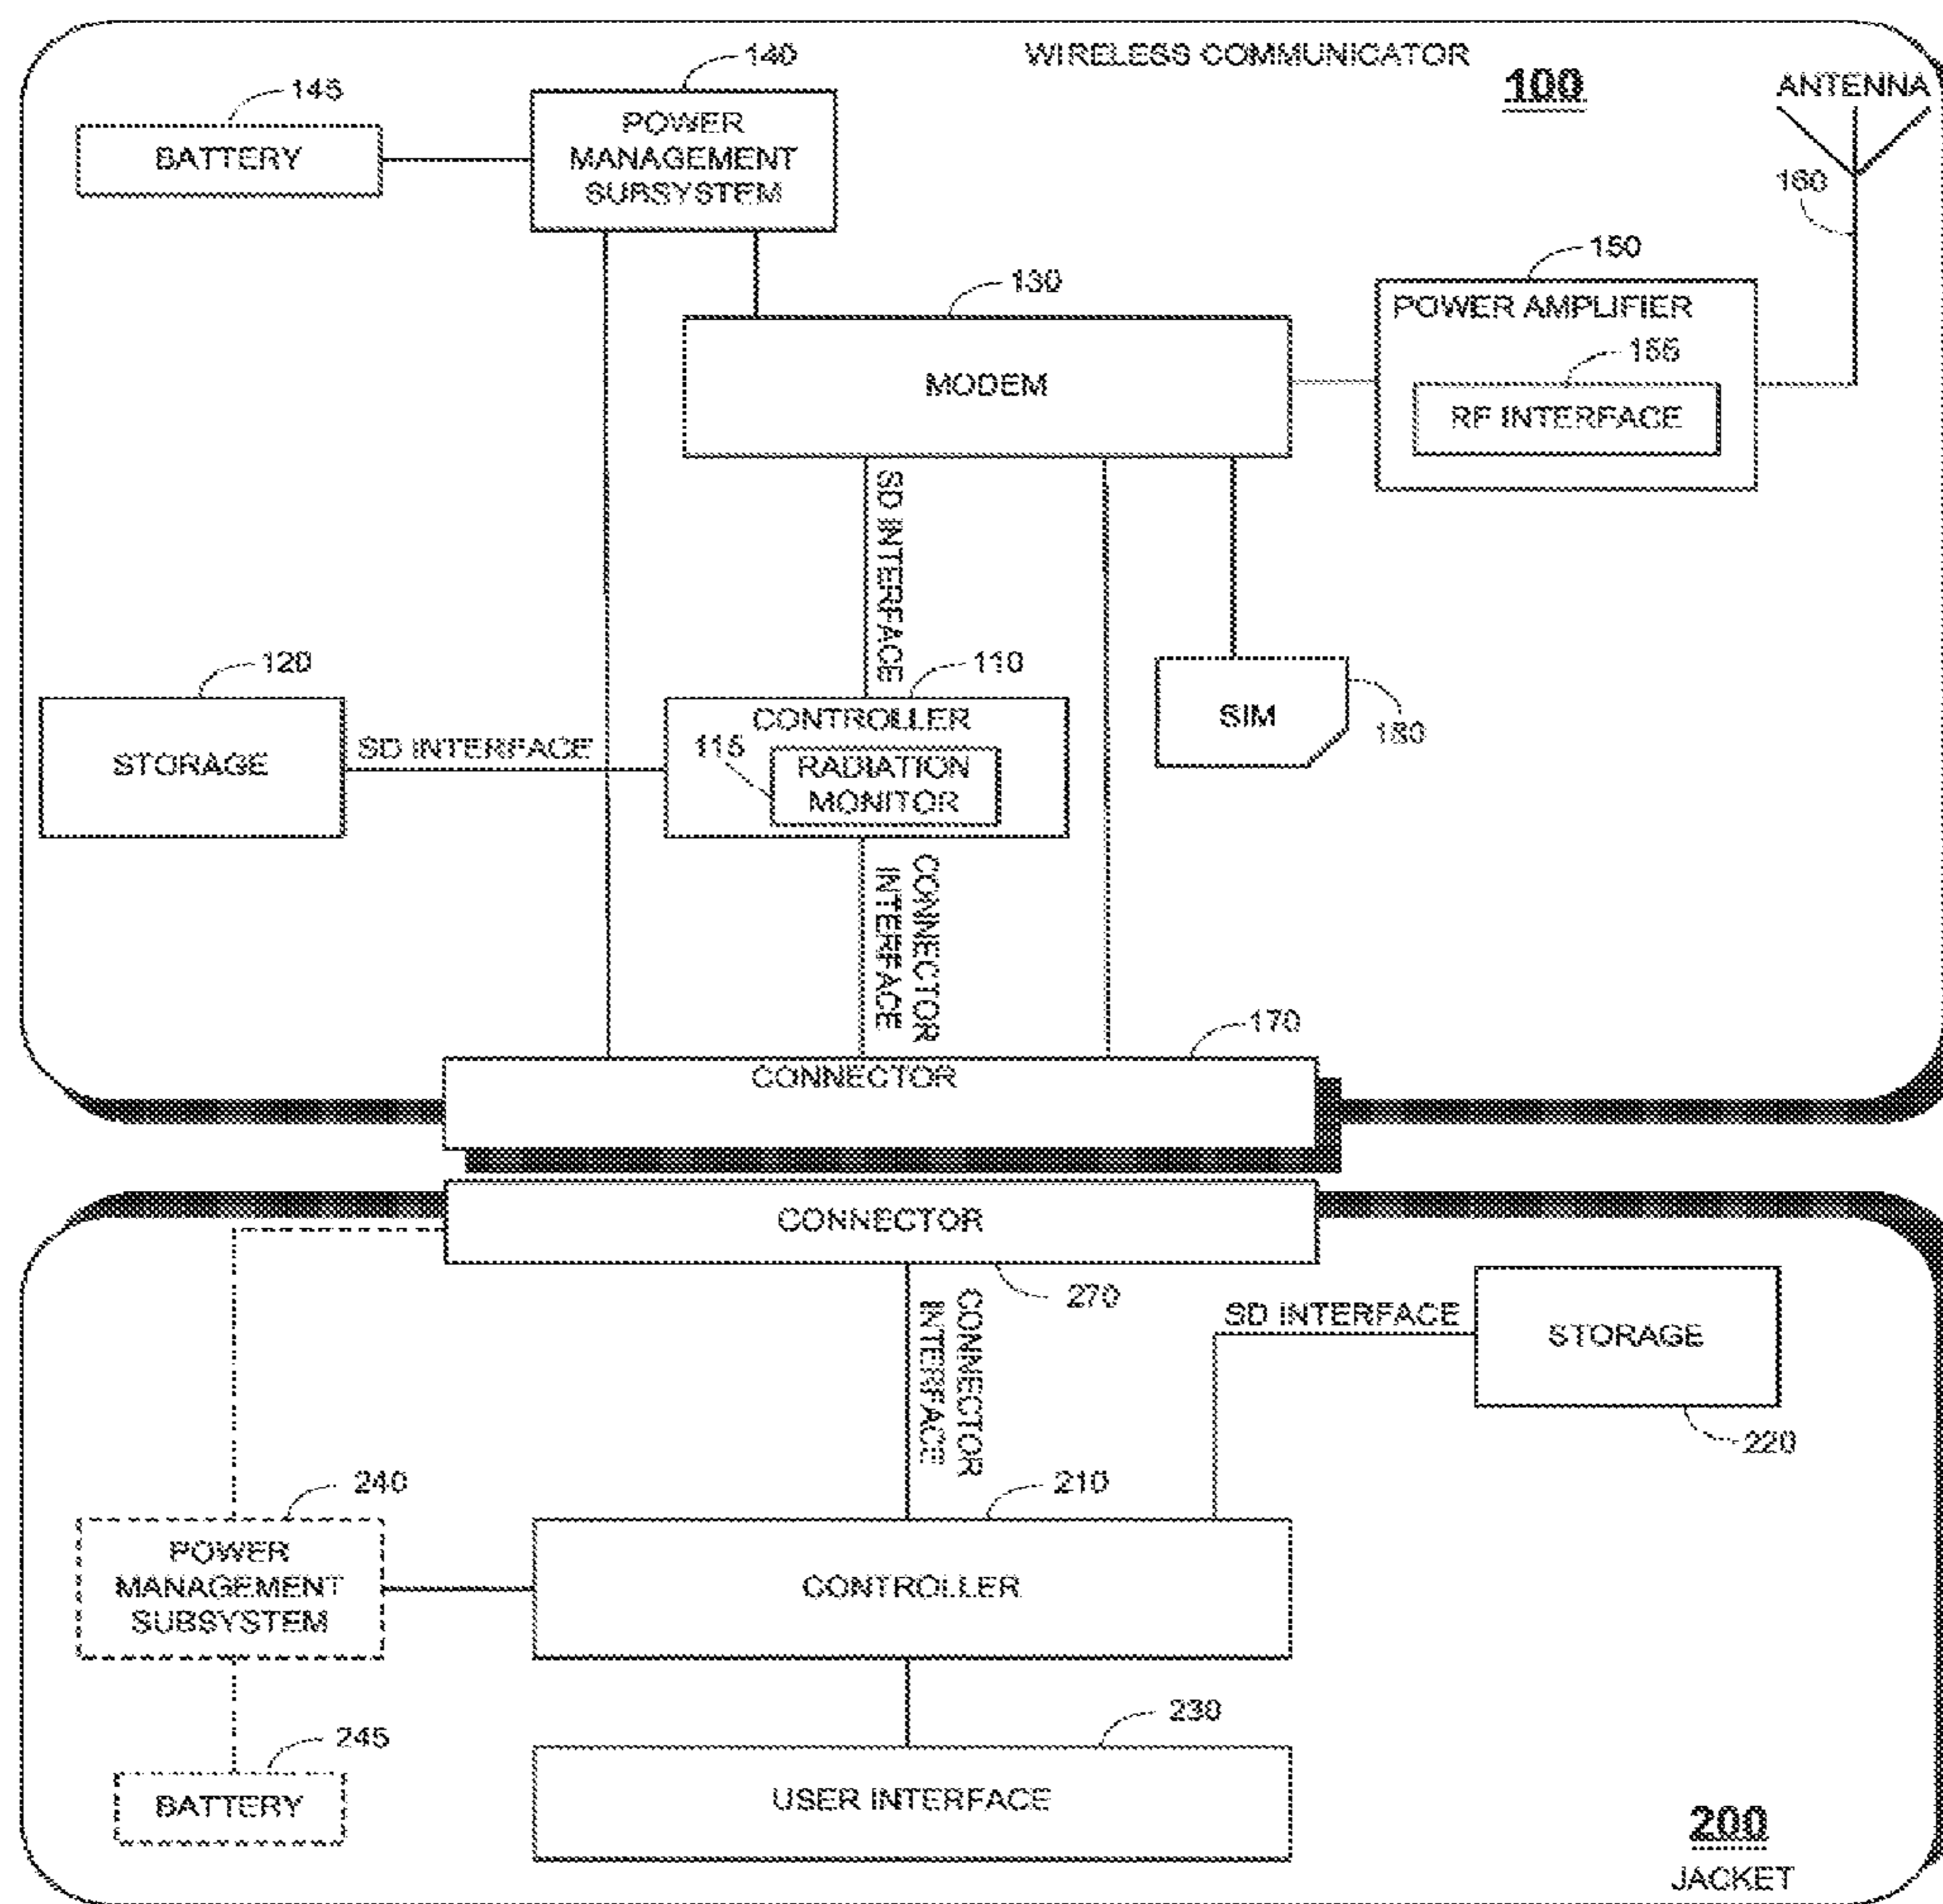 WIRELESS COMMUNICATOR
100
ANTENNA
160
145
BATTERY
140
POWER
MANAGEMENT
SUBSYSTEM
130
MODEM
150
POWER AMPLIFIER
155
RF INTERFACE
SD INTERFACE
120
STORAGE
SD INTERFACE
110
CONTROLLER
115
RADIATION
MONITOR
SIM
180
CONNECTOR
INTERFACE
170
CONNECTOR
CONNECTOR
270
CONNECTOR
INTERFACE
SD INTERFACE
STORAGE
220
240
POWER
MANAGEMENT
SUBSYSTEM
210
CONTROLLER
245
BATTERY
230
USER INTERFACE
200
JACKET